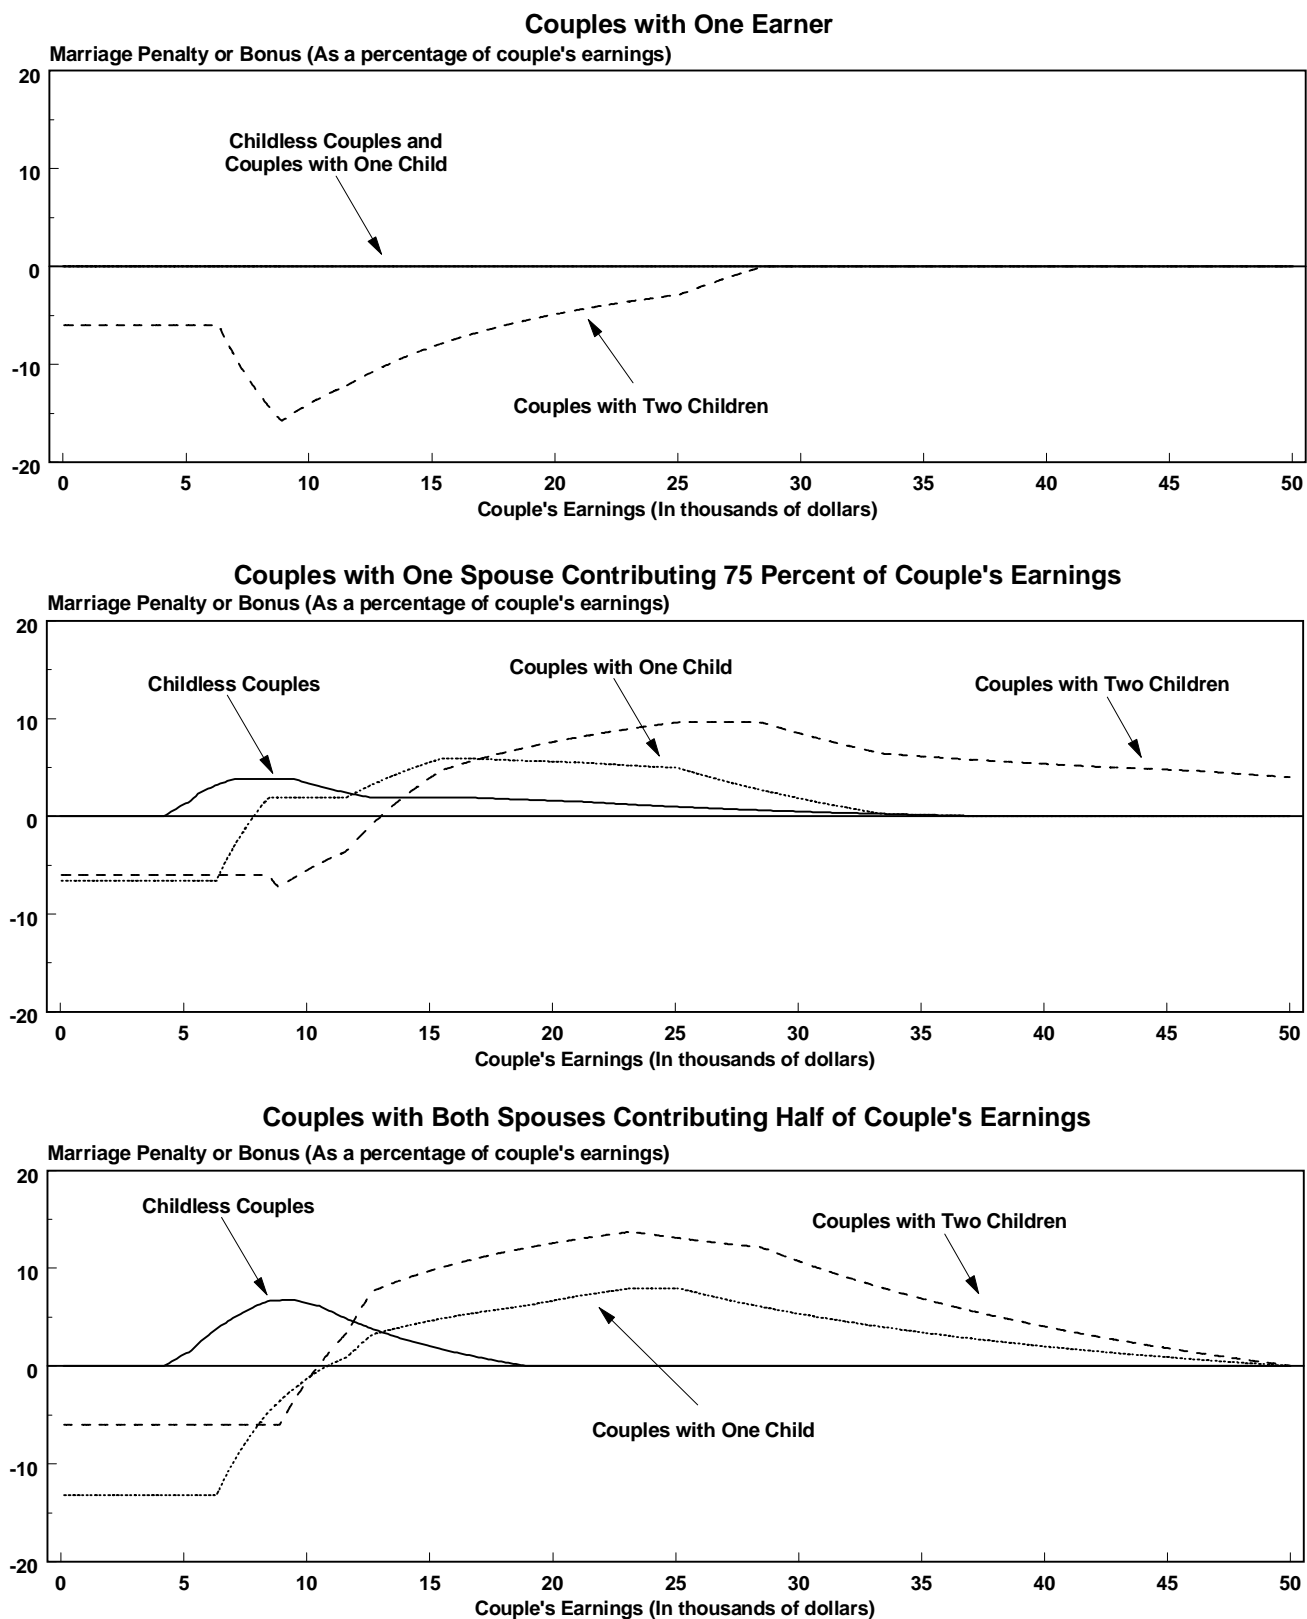 Couples with One Earner
Marriage Penalty or Bonus (As a percentage of couple's earnings)
20
Childless Couples and
Couples with One Child
10
0
-10
Couples with Two Children
-20
0 5 10 15 20 25 30 35 40 45 50
Couple's Earnings (In thousands of dollars)
Couples with One Spouse Contributing 75 Percent of Couple's Earnings
Marriage Penalty or Bonus (As a percentage of couple's earnings)
20
Couples with One Child
Childless Couples
Couples with Two Children
10
0
-10
-20
0 5 10 15 20 25 30 35 40 45 50
Couple's Earnings (In thousands of dollars)
Couples with Both Spouses Contributing Half of Couple's Earnings
Marriage Penalty or Bonus (As a percentage of couple's earnings)
20
Childless Couples
Couples with Two Children
10
0
Couples with One Child
-10
-20
0 5 10 15 20 25 30 35 40 45 50
Couple's Earnings (In thousands of dollars)